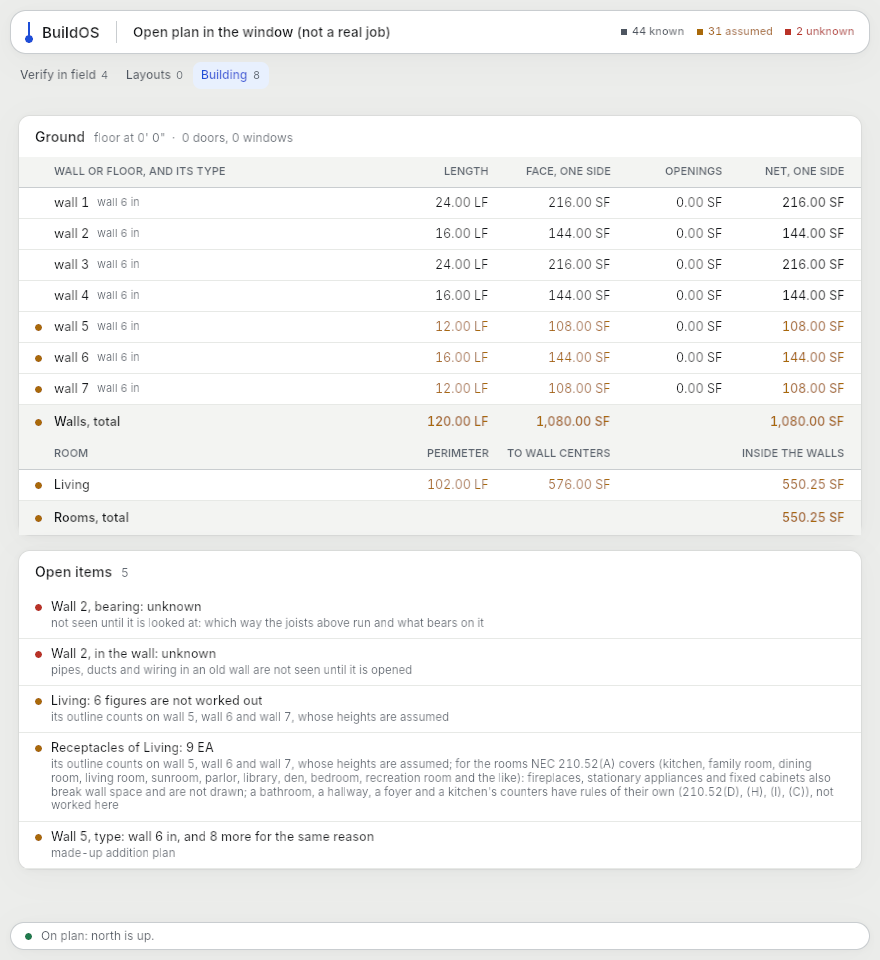 BuildOS
Open plan in the window (not a real job)
44 known
31 assumed
2 unknown
Verify in field 4
Layouts 0
Building 8
Ground floor at 0' 0" · 0 doors, 0 windows
WALL OR FLOOR, AND ITS TYPE LENGTH FACE, ONE SIDE OPENINGS NET, ONE SIDE
wall 1 wall 6 in 24.00 LF 216.00 SF 0.00 SF 216.00 SF
wall 2 wall 6 in 16.00 LF 144.00 SF 0.00 SF 144.00 SF
wall 3 wall 6 in 24.00 LF 216.00 SF 0.00 SF 216.00 SF
wall 4 wall 6 in 16.00 LF 144.00 SF 0.00 SF 144.00 SF
wall 5 wall 6 in 12.00 LF 108.00 SF 0.00 SF 108.00 SF
wall 6 wall 6 in 16.00 LF 144.00 SF 0.00 SF 144.00 SF
wall 7 wall 6 in 12.00 LF 108.00 SF 0.00 SF 108.00 SF
Walls, total 120.00 LF 1,080.00 SF 1,080.00 SF
ROOM PERIMETER TO WALL CENTERS INSIDE THE WALLS
Living 102.00 LF 576.00 SF 550.25 SF
Rooms, total 550.25 SF
Open items 5
Wall 2, bearing: unknown
not seen until it is looked at: which way the joists above run and what bears on it
Wall 2, in the wall: unknown
pipes, ducts and wiring in an old wall are not seen until it is opened
Living: 6 figures are not worked out
its outline counts on wall 5, wall 6 and wall 7, whose heights are assumed
Receptacles of Living: 9 EA
its outline counts on wall 5, wall 6 and wall 7, whose heights are assumed; for the rooms NEC 210.52(A) covers (kitchen, family room, dining
room, living room, sunroom, parlor, library, den, bedroom, recreation room and the like): fireplaces, stationary appliances and fixed cabinets also
break wall space and are not drawn; a bathroom, a hallway, a foyer and a kitchen's counters have rules of their own (210.52(D), (H), (I), (C)), not
worked here
Wall 5, type: wall 6 in, and 8 more for the same reason
made-up addition plan
On plan: north is up.